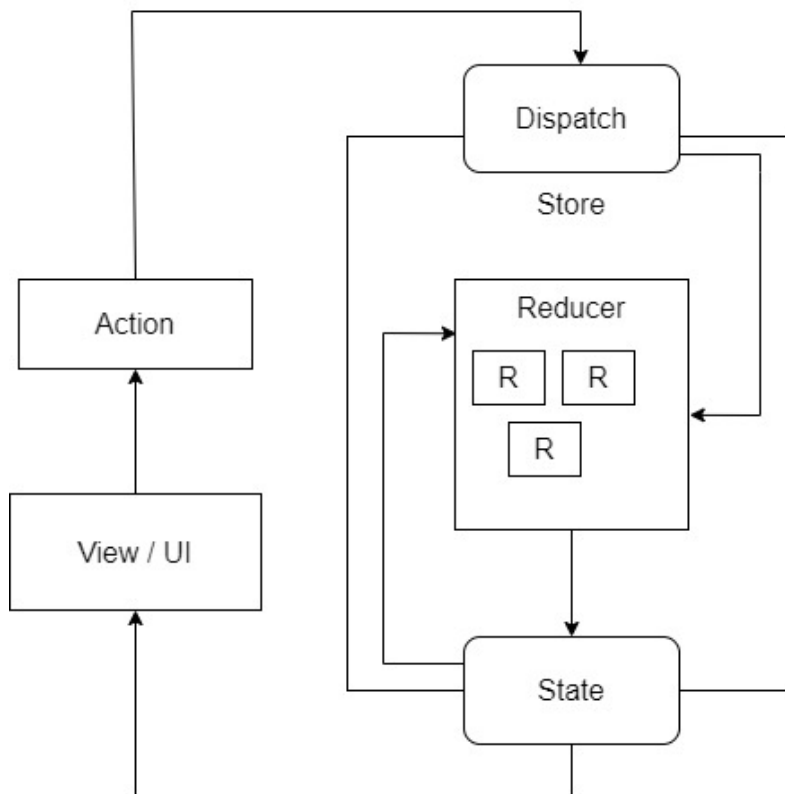 Dispatch
Store
Reducer
R R
R
Action
View / UI
State